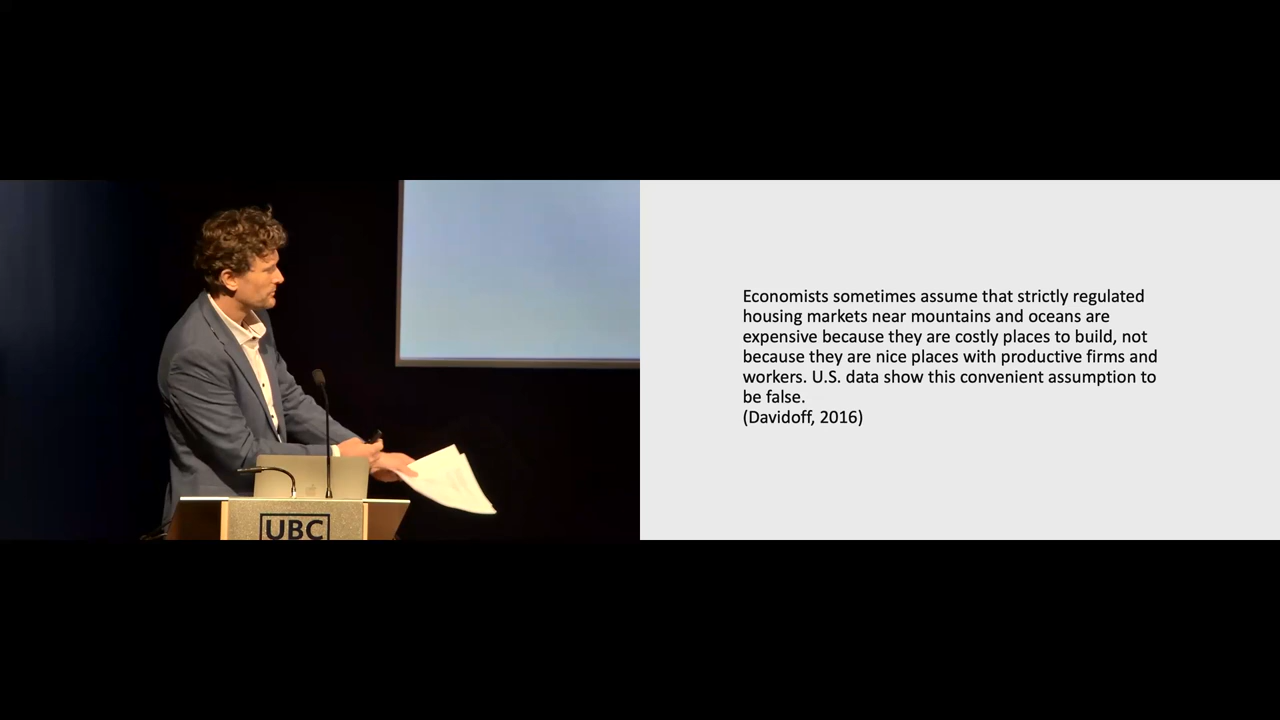 UBC
Economists sometimes assume that strictly regulated
housing markets near mountains and oceans are
expensive because they are costly places to build, not
because they are nice places with productive firms and
workers. U.S. data show this convenient assumption to
be false.
(Davidoff, 2016)